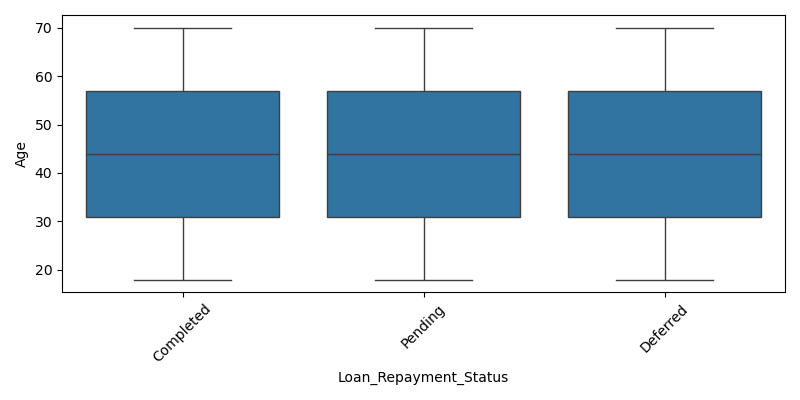 70
60
50
40
30
20
Age
Completed
Pending
Deferred
Loan_Repayment_Status